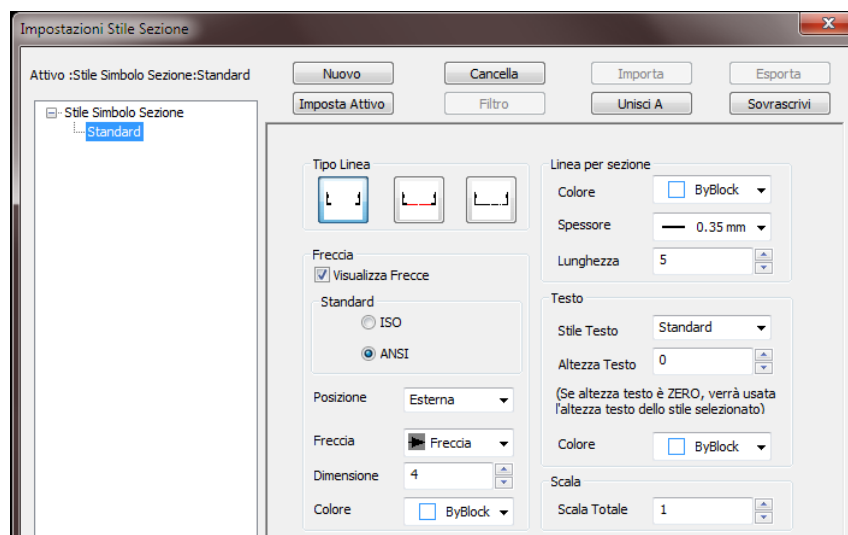 Impostazioni Stile Sezione
Attivo :Stile Simbolo Sezione:Standard
Nuovo
Cancella
Importa
Esporta
Imposta Attivo
Filtro
Unisci A
Sovrascrivi
Stile Simbolo Sezione
Standard
Tipo Linea
Freccia
Visualizza Frecce
Standard
ISO
ANSI
Posizione
Esterna
Freccia
Freccia
Dimensione
4
Colore
ByBlock
Linea per sezione
Colore
ByBlock
Spessore
0.35 mm
Lunghezza
5
Testo
Stile Testo
Standard
Altezza Testo
0
(Se altezza testo è ZERO, verrà usata
l'altezza testo dello stile selezionato)
Colore
ByBlock
Scala
Scala Totale
1